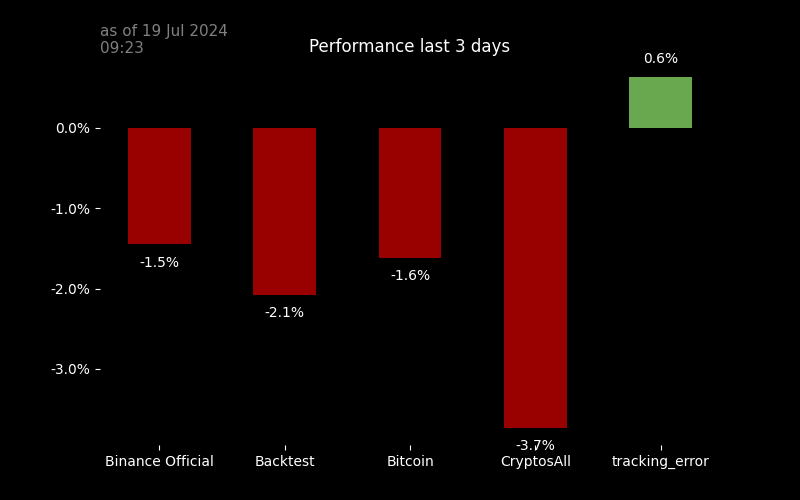 as of 19 Jul 2024
09:23
Performance last 3 days
0.6%
0.0%
-1.0%
-1.5%
-1.6%
-2.0%
-2.1%
-3.0%
-3.7%
Binance Official
Backtest
Bitcoin
CryptosAll
tracking_error